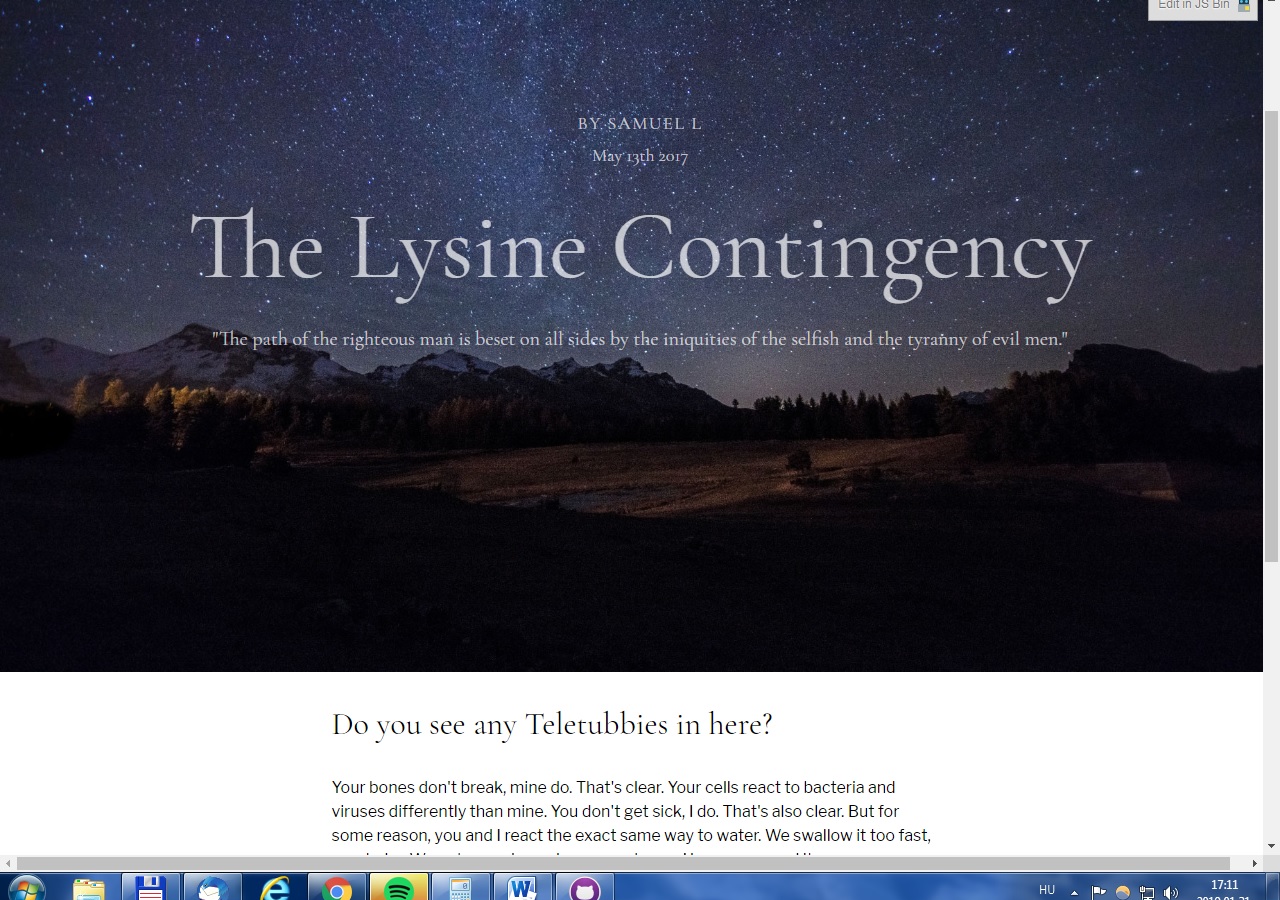 Edit in JS Bin
BY SAMUEL L
May 13th 2017
The Lysine Contingency
"The path of the righteous man is beset on all sides by the iniquities of the selfish and the tyranny of evil men."
Do you see any Teletubbies in here?
Your bones don't break, mine do. That's clear. Your cells react to bacteria and
viruses differently than mine. You don't get sick, I do. That's also clear. But for
some reason, you and I react the exact same way to water. We swallow it too fast,
HU
17:11